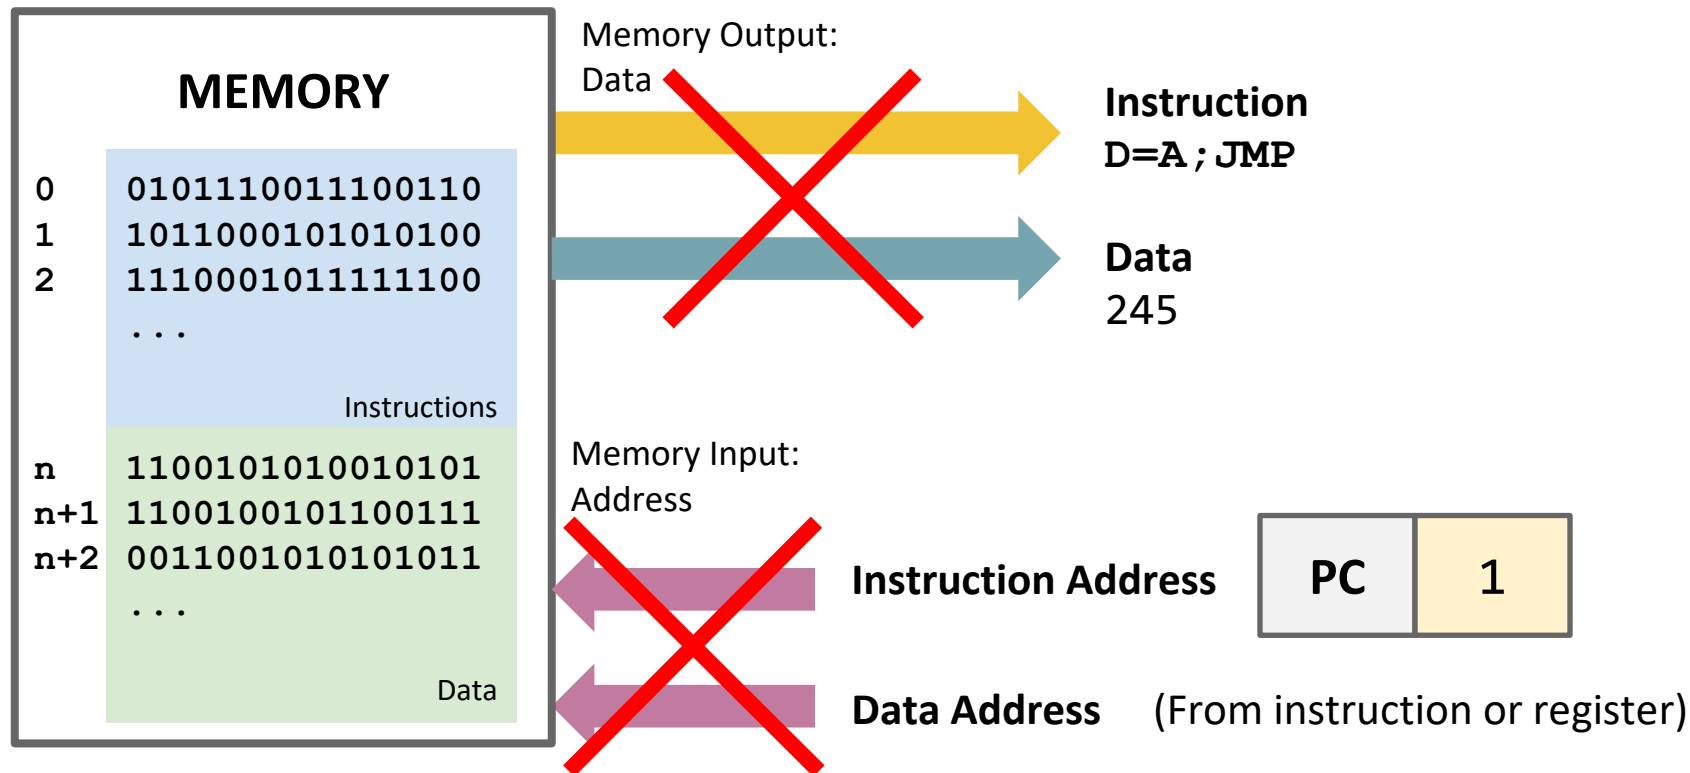 MEMORY
0 0101110011100110
1 1011000101010100
2 1110001011111100
...
Instructions
n 1100101010010101
n+1 1100100101100111
n+2 0011001010101011
...
Data
Memory Output:
Data
Instruction
D=A;JMP
Data
245
Memory Input:
Address
Instruction Address PC 1
Data Address (From instruction or register)